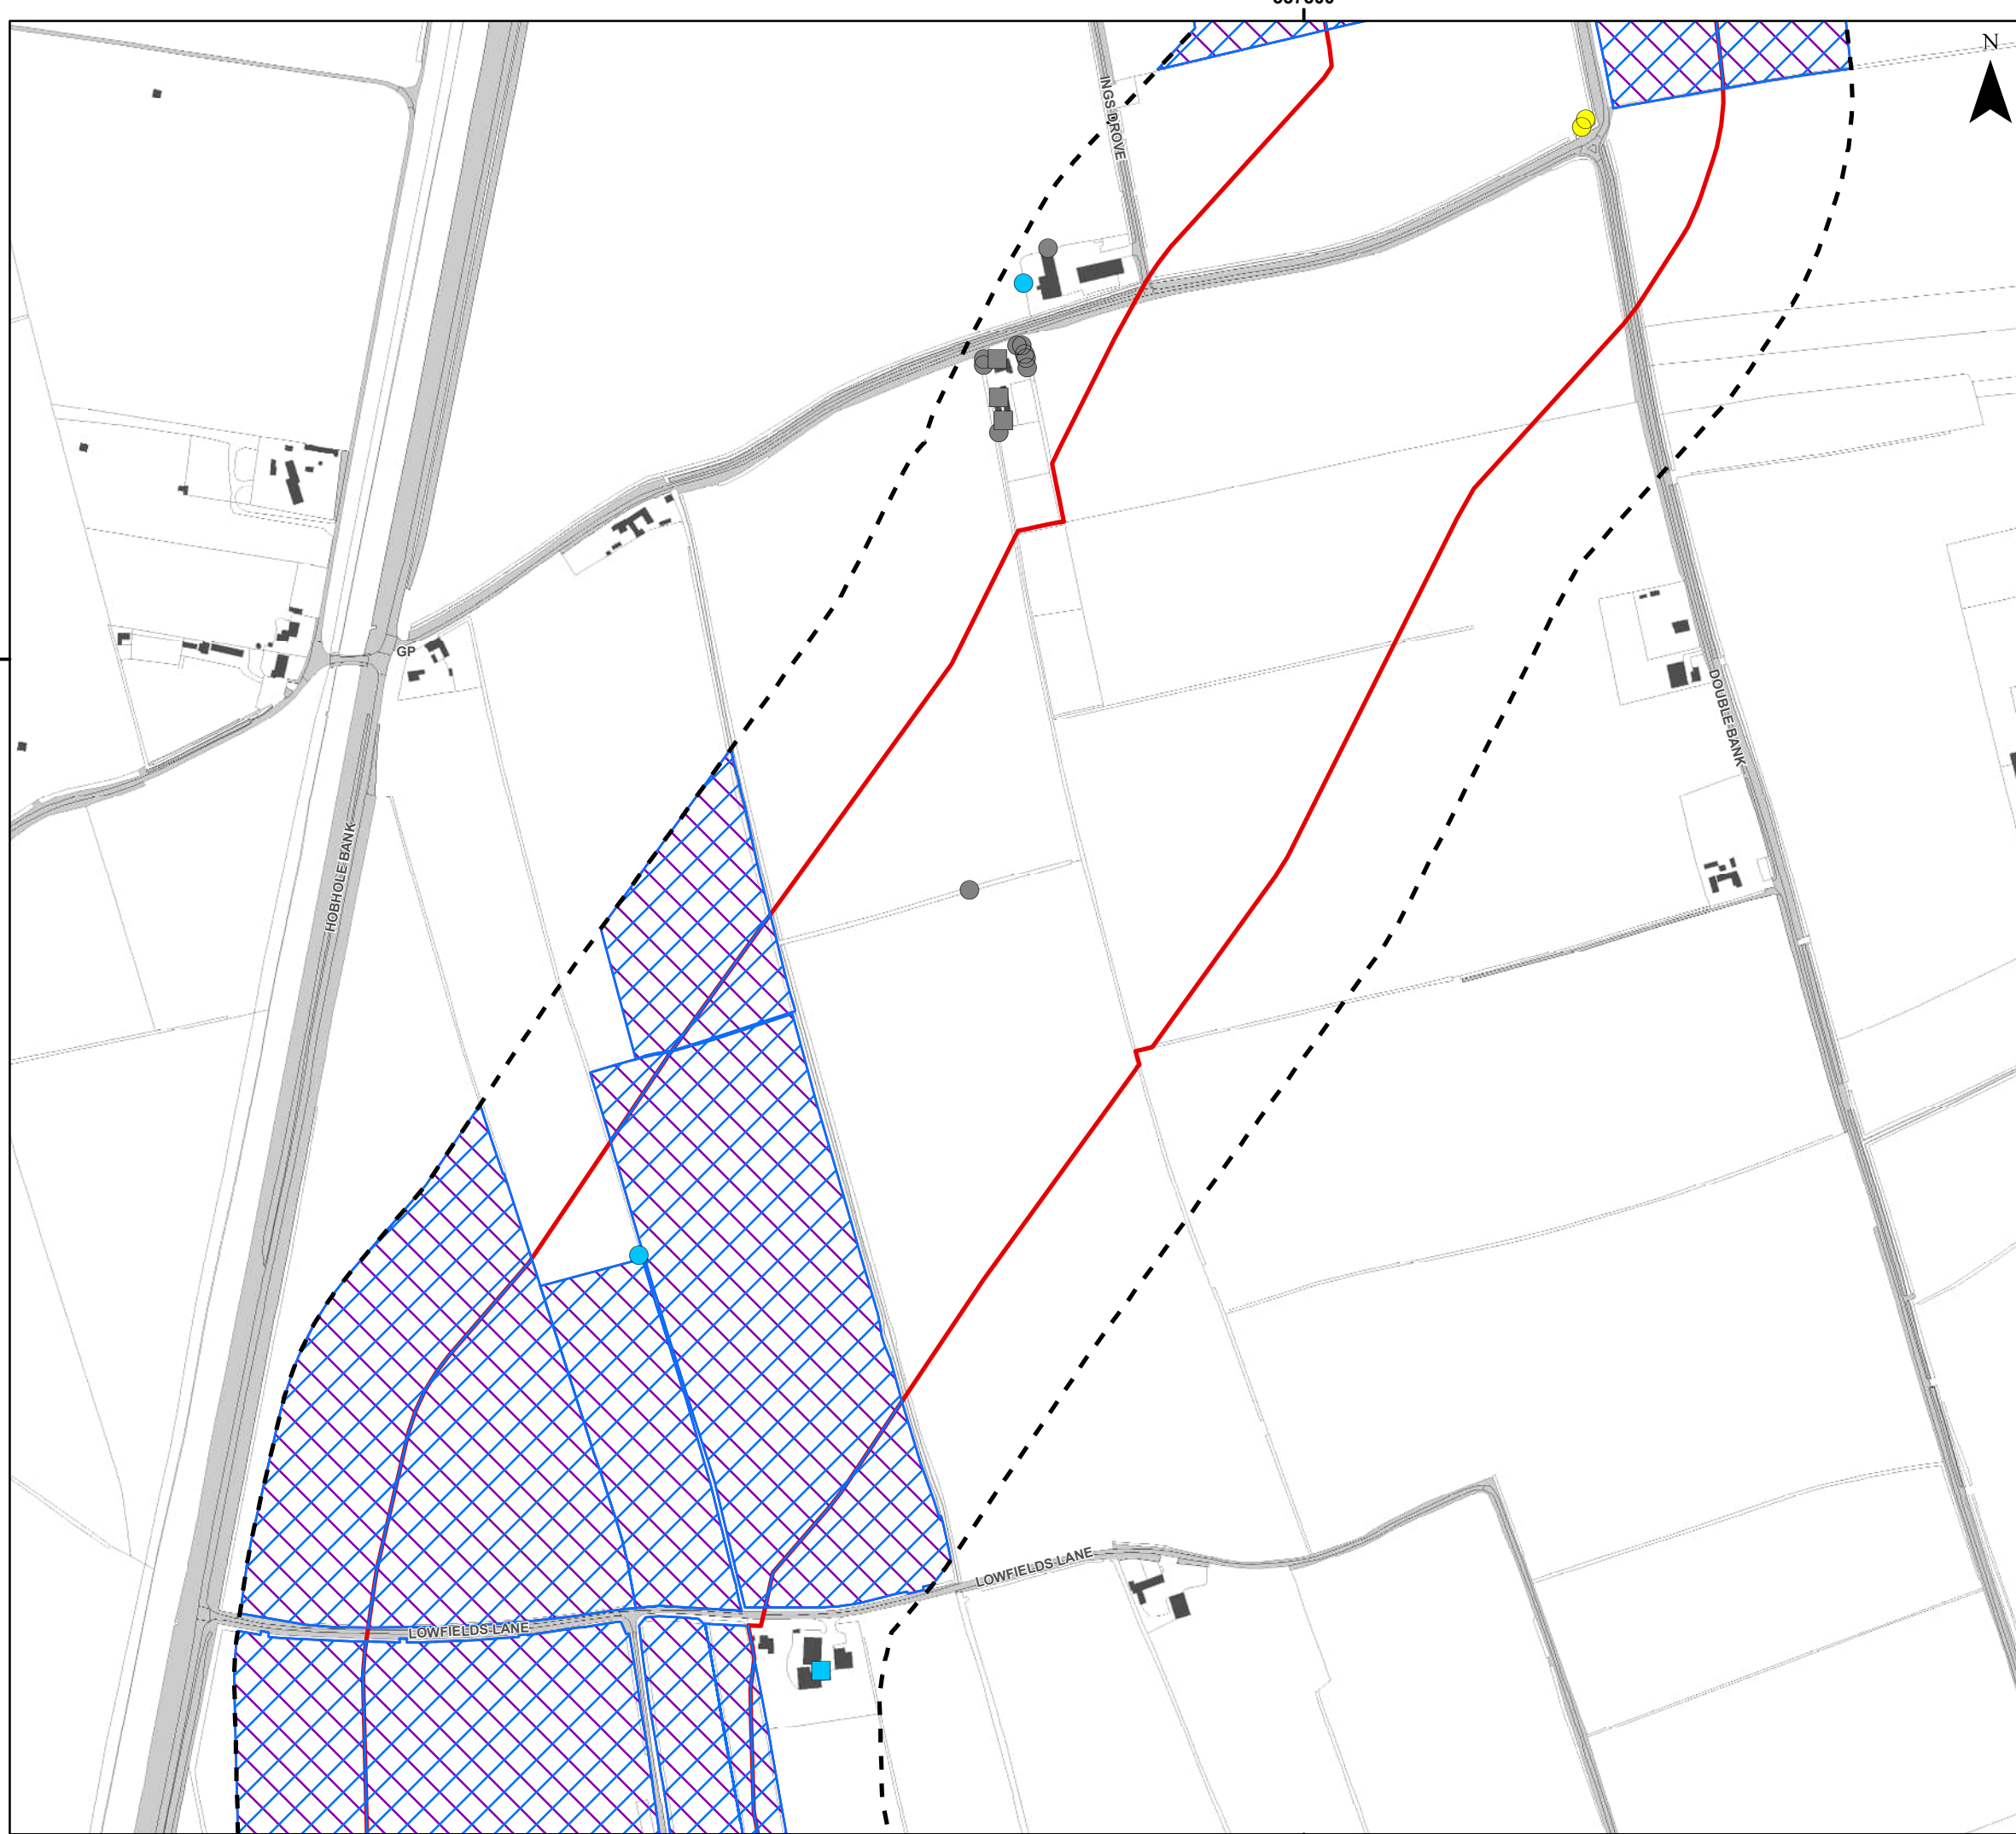 N
INGS DROVE
GP
DOUBLE BANK
HOBHOLE BANK
LOWFIELDS LANE
LOWFIELDS LANE